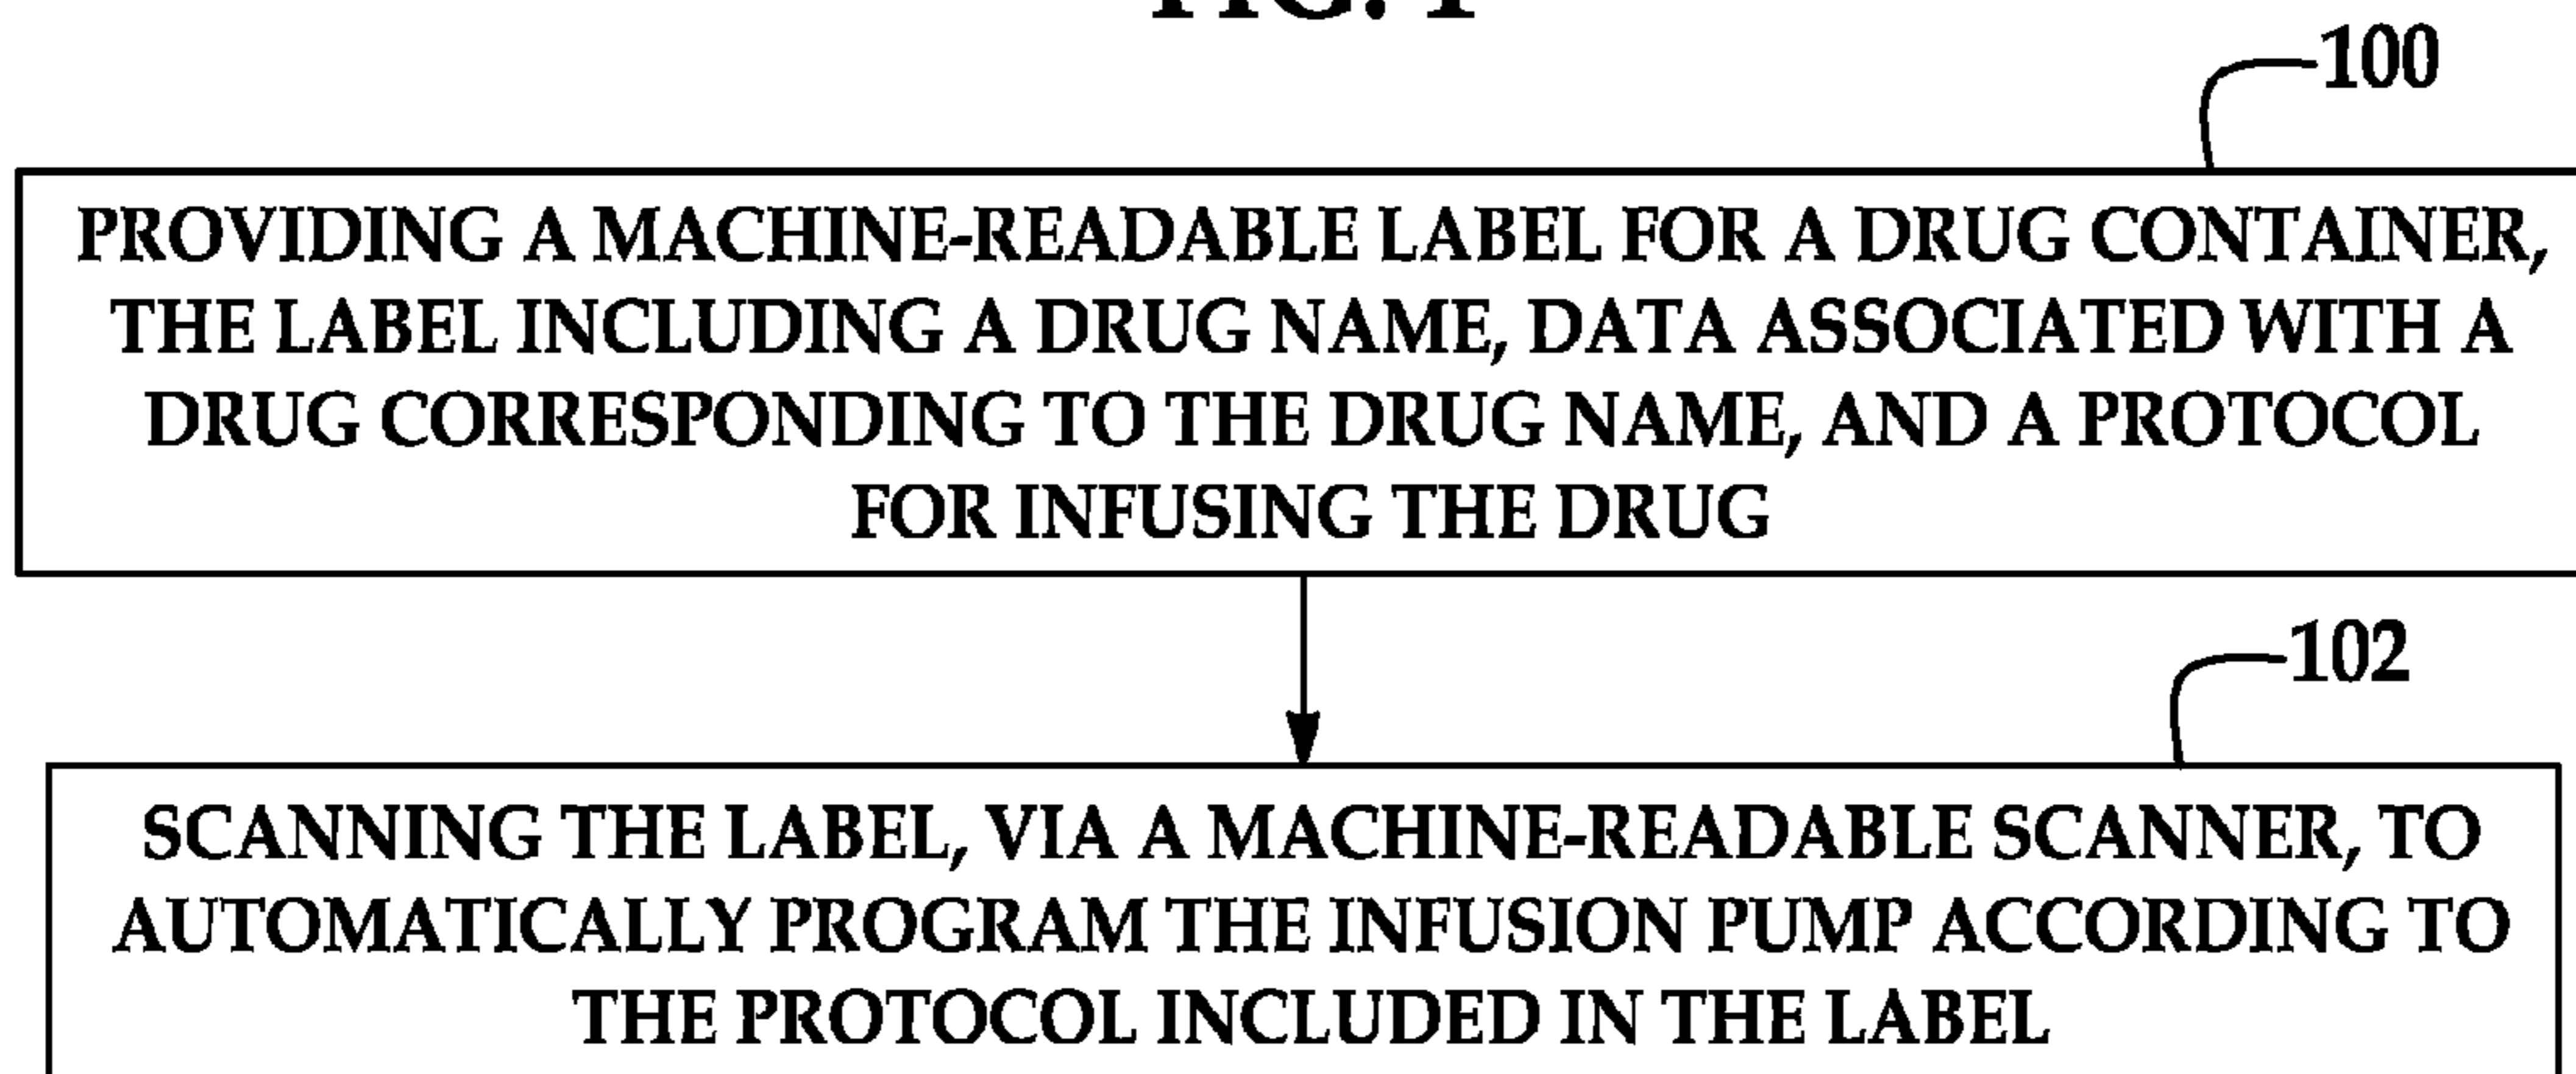 FIG. 1
100
PROVIDING A MACHINE-READABLE LABEL FOR A DRUG CONTAINER,
THE LABEL INCLUDING A DRUG NAME, DATA ASSOCIATED WITH A
DRUG CORRESPONDING TO THE DRUG NAME, AND A PROTOCOL
FOR INFUSING THE DRUG
102
SCANNING THE LABEL, VIA A MACHINE-READABLE SCANNER, TO
AUTOMATICALLY PROGRAM THE INFUSION PUMP ACCORDING TO
THE PROTOCOL INCLUDED IN THE LABEL